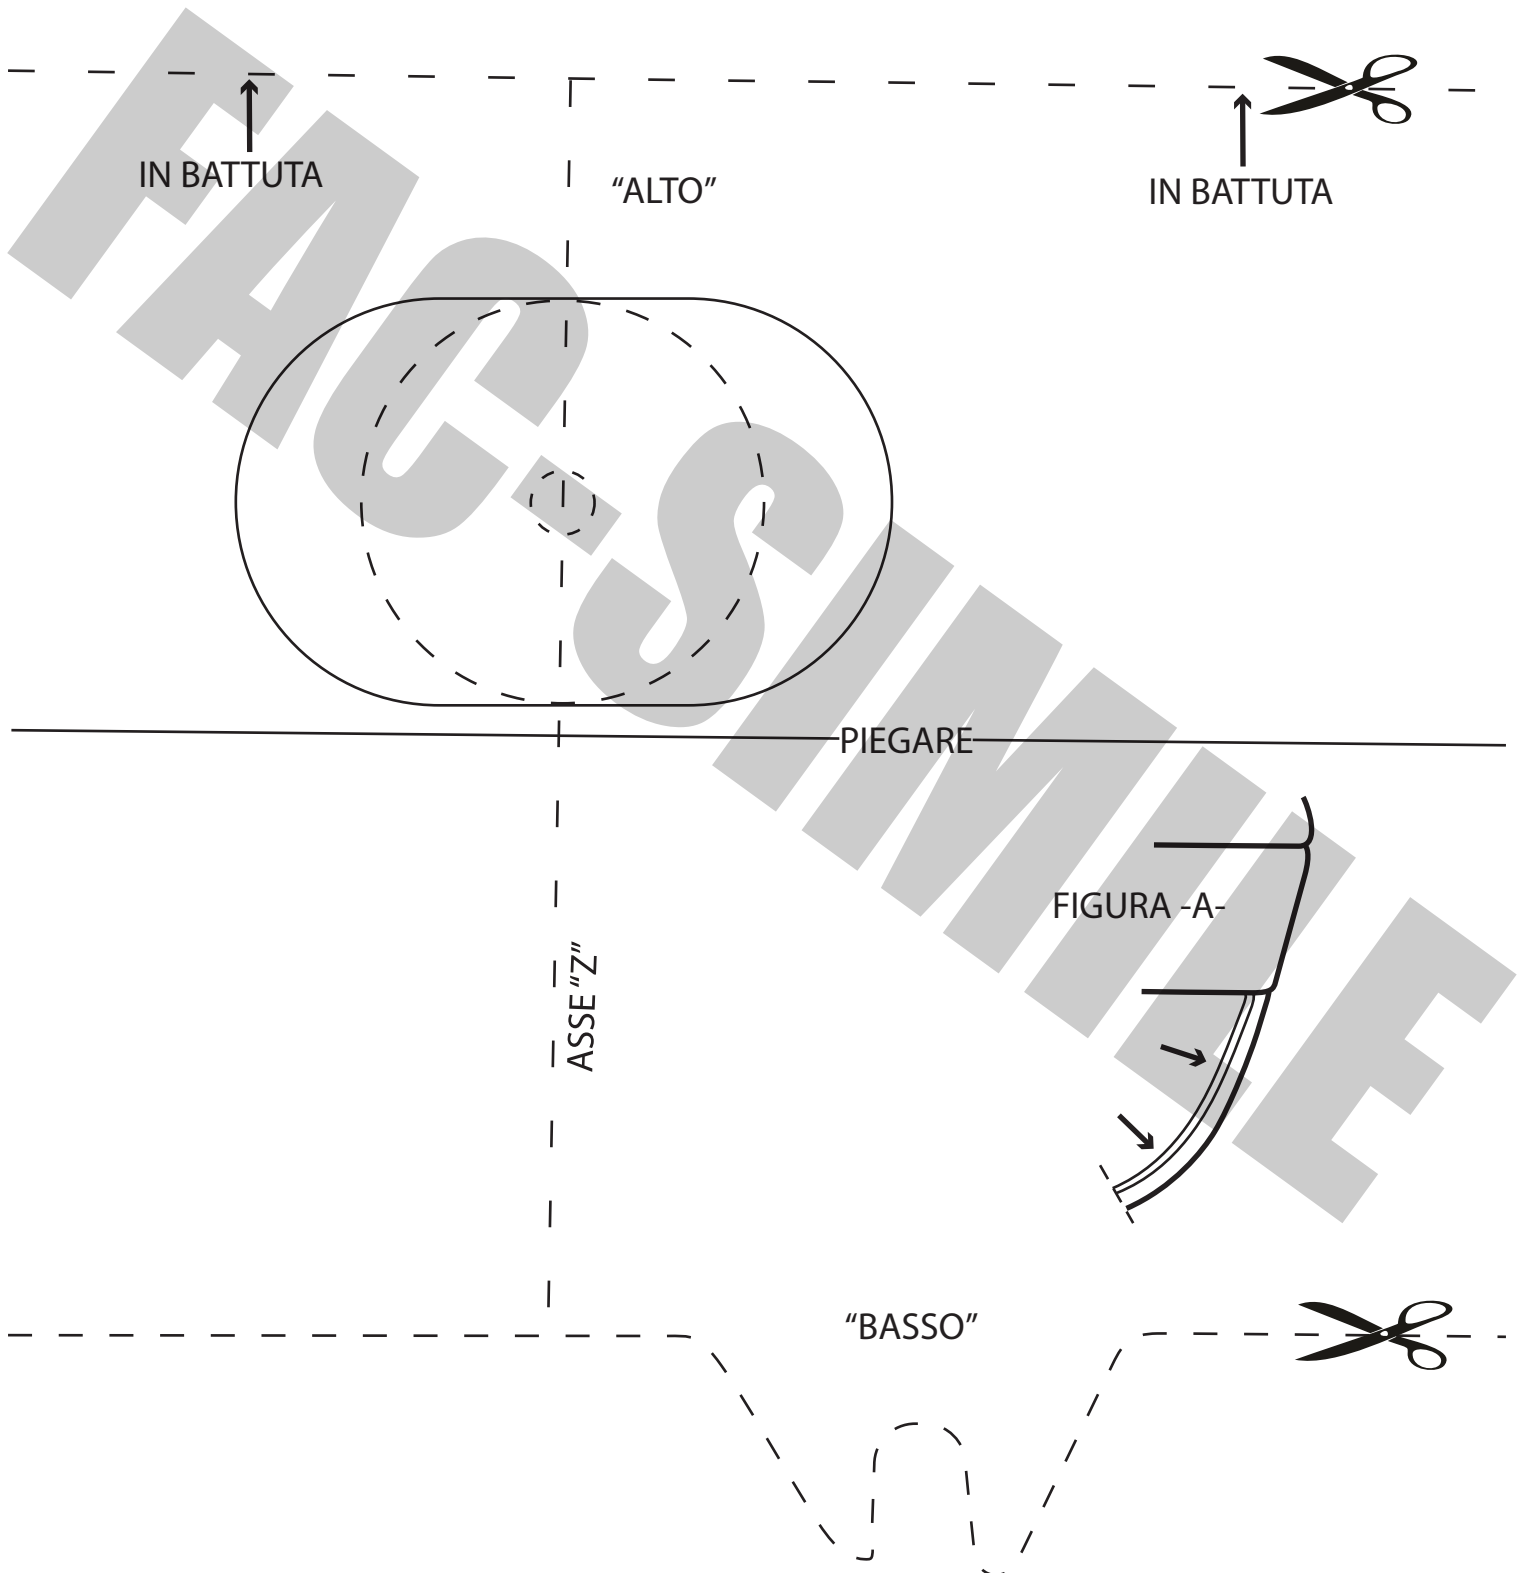 IN BATTUTA
“ALTO”
IN BATTUTA
PIEGARE
FIGURA -A-
ASSE “Z”
“BASSO”
FAC-SIMILE